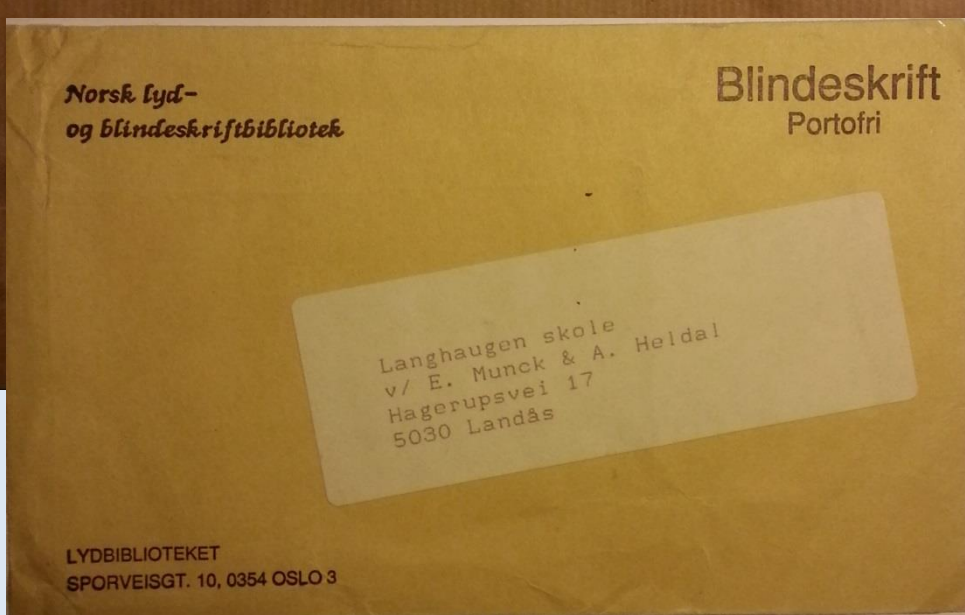 Norsk lyd-
og blindeskriftbibliotek
Blindeskrift
Portofri
Langhaugen skole
v/ E. Munck & A. Heldal
Hagerupsvei 17
5030 Landås
LYDBIBLIOTEKET
SPORVEISGT. 10, 0354 OSLO 3